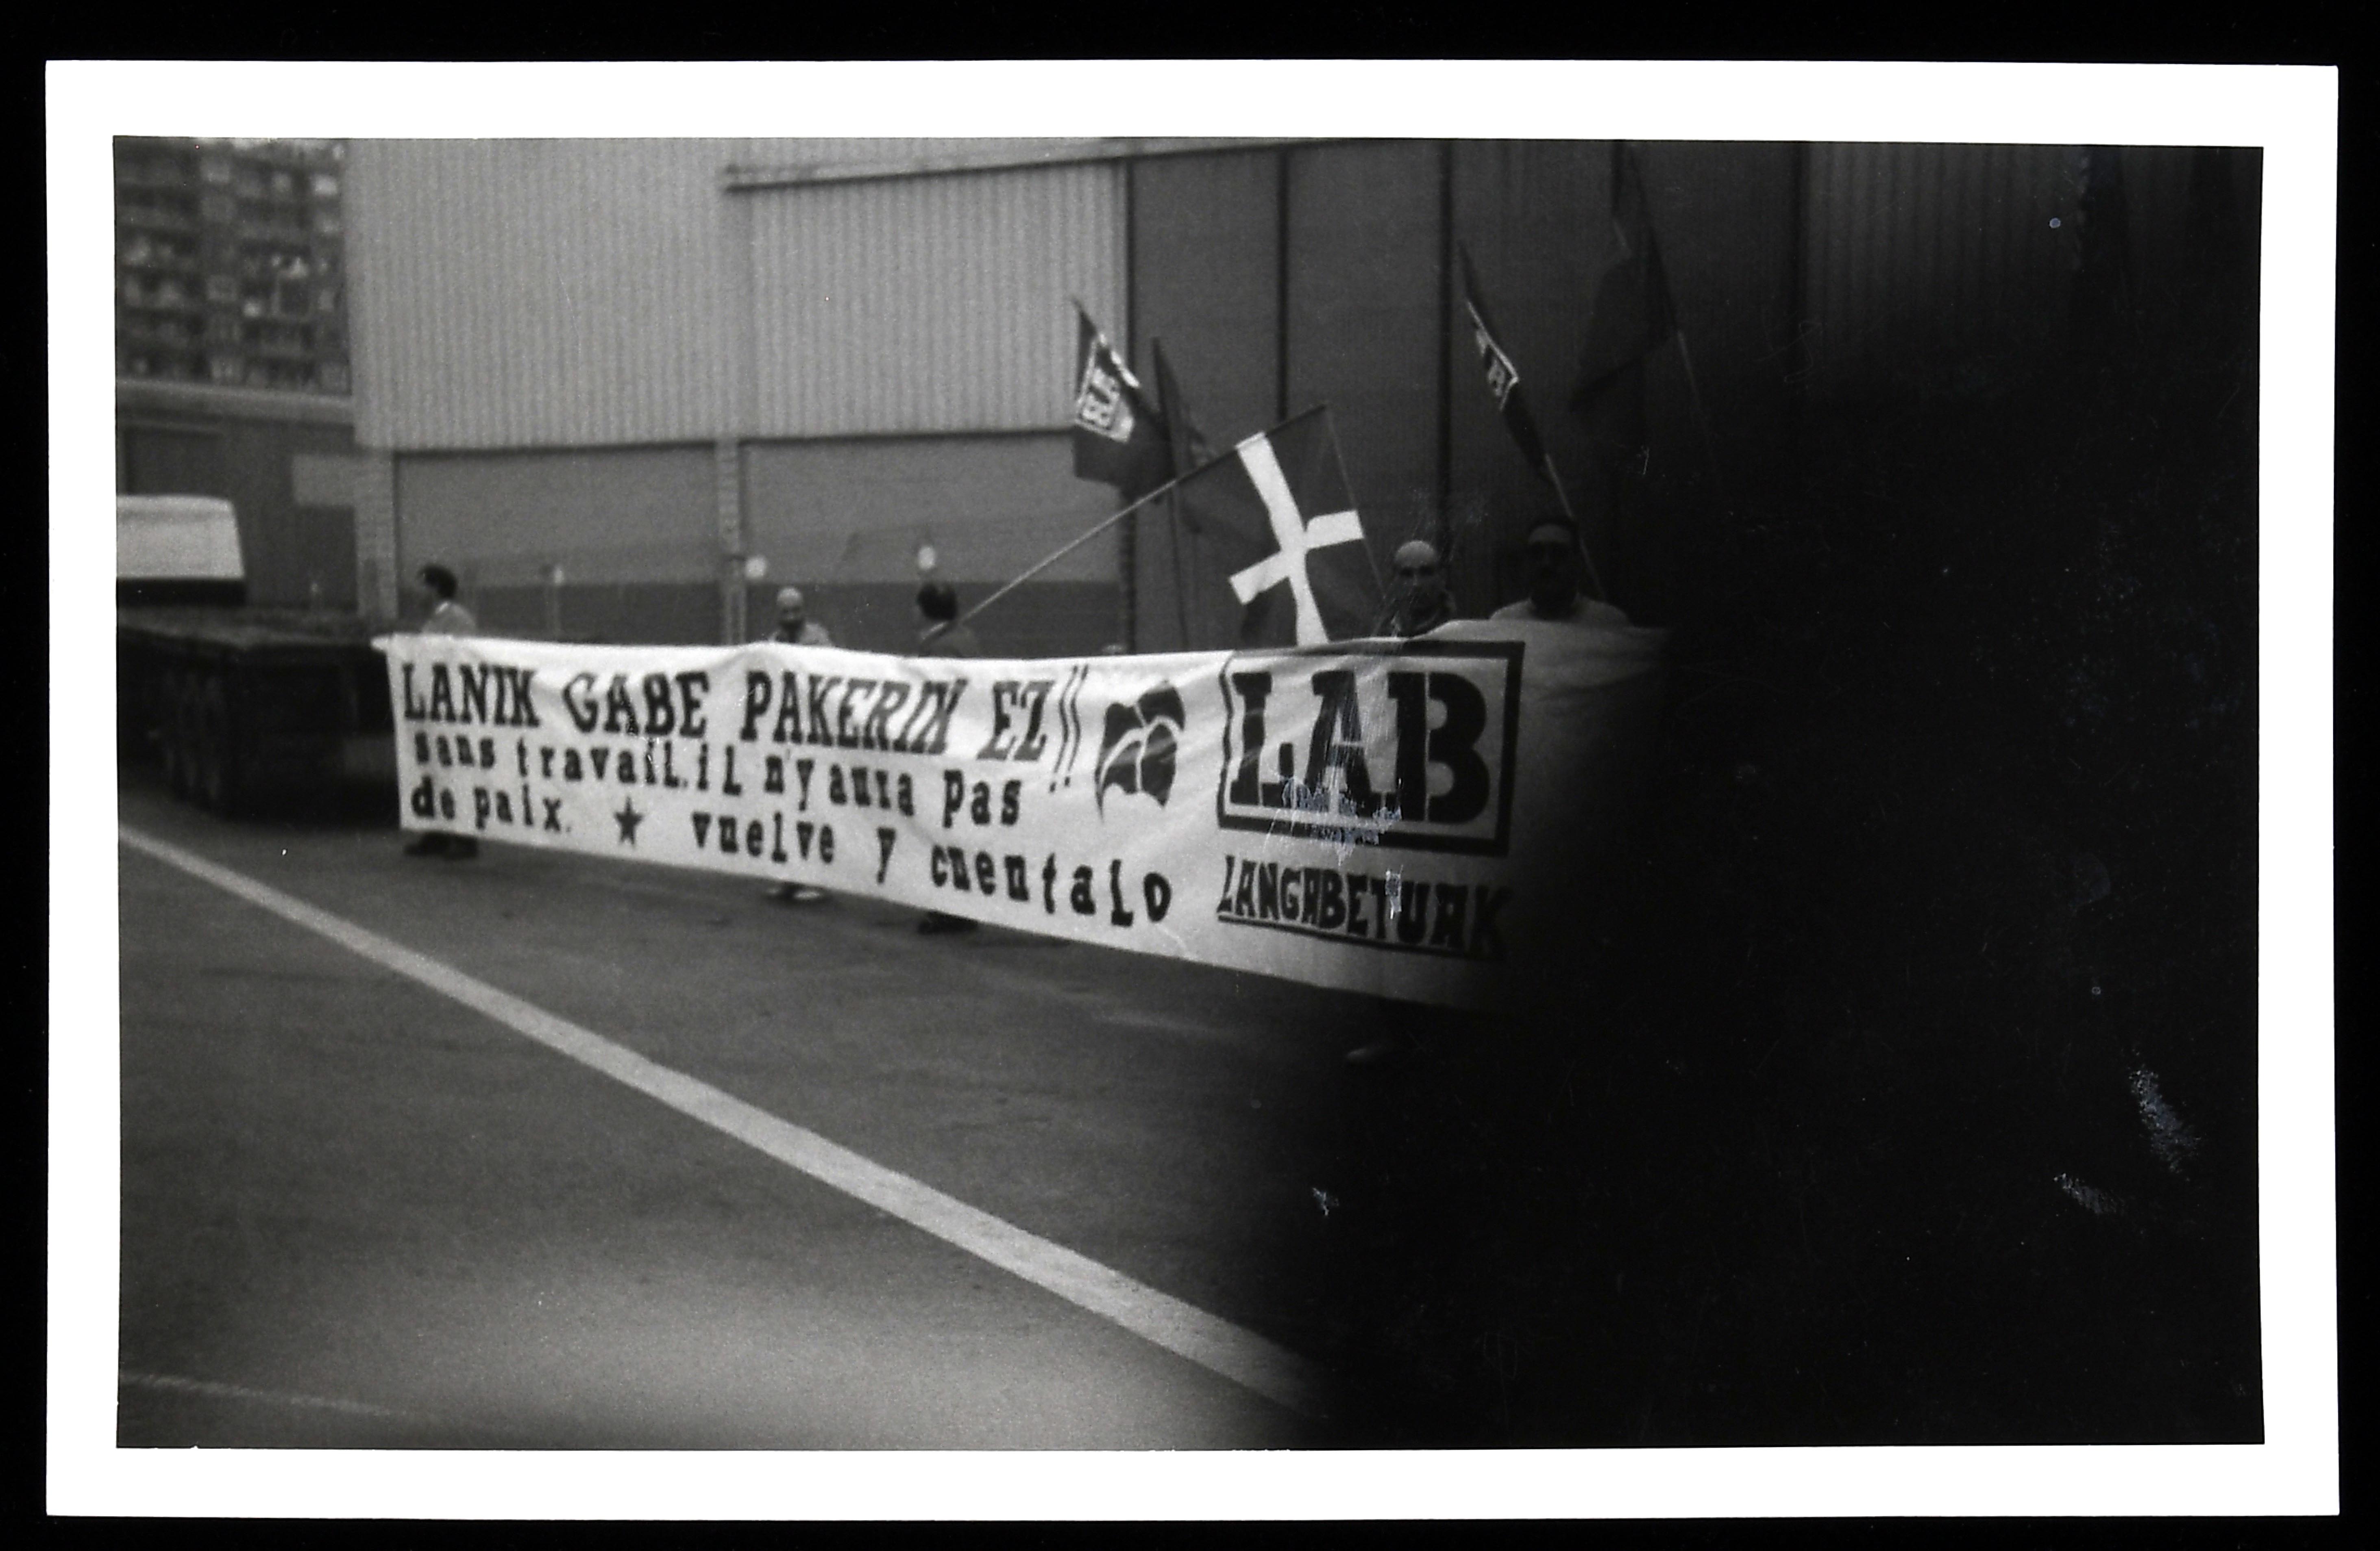 LANIK GABE PAKERIK EZ!!
sans travail.il n'y aura pas
de paix. ★ vuelve y cuentalo
LAB
LANGABETUAK